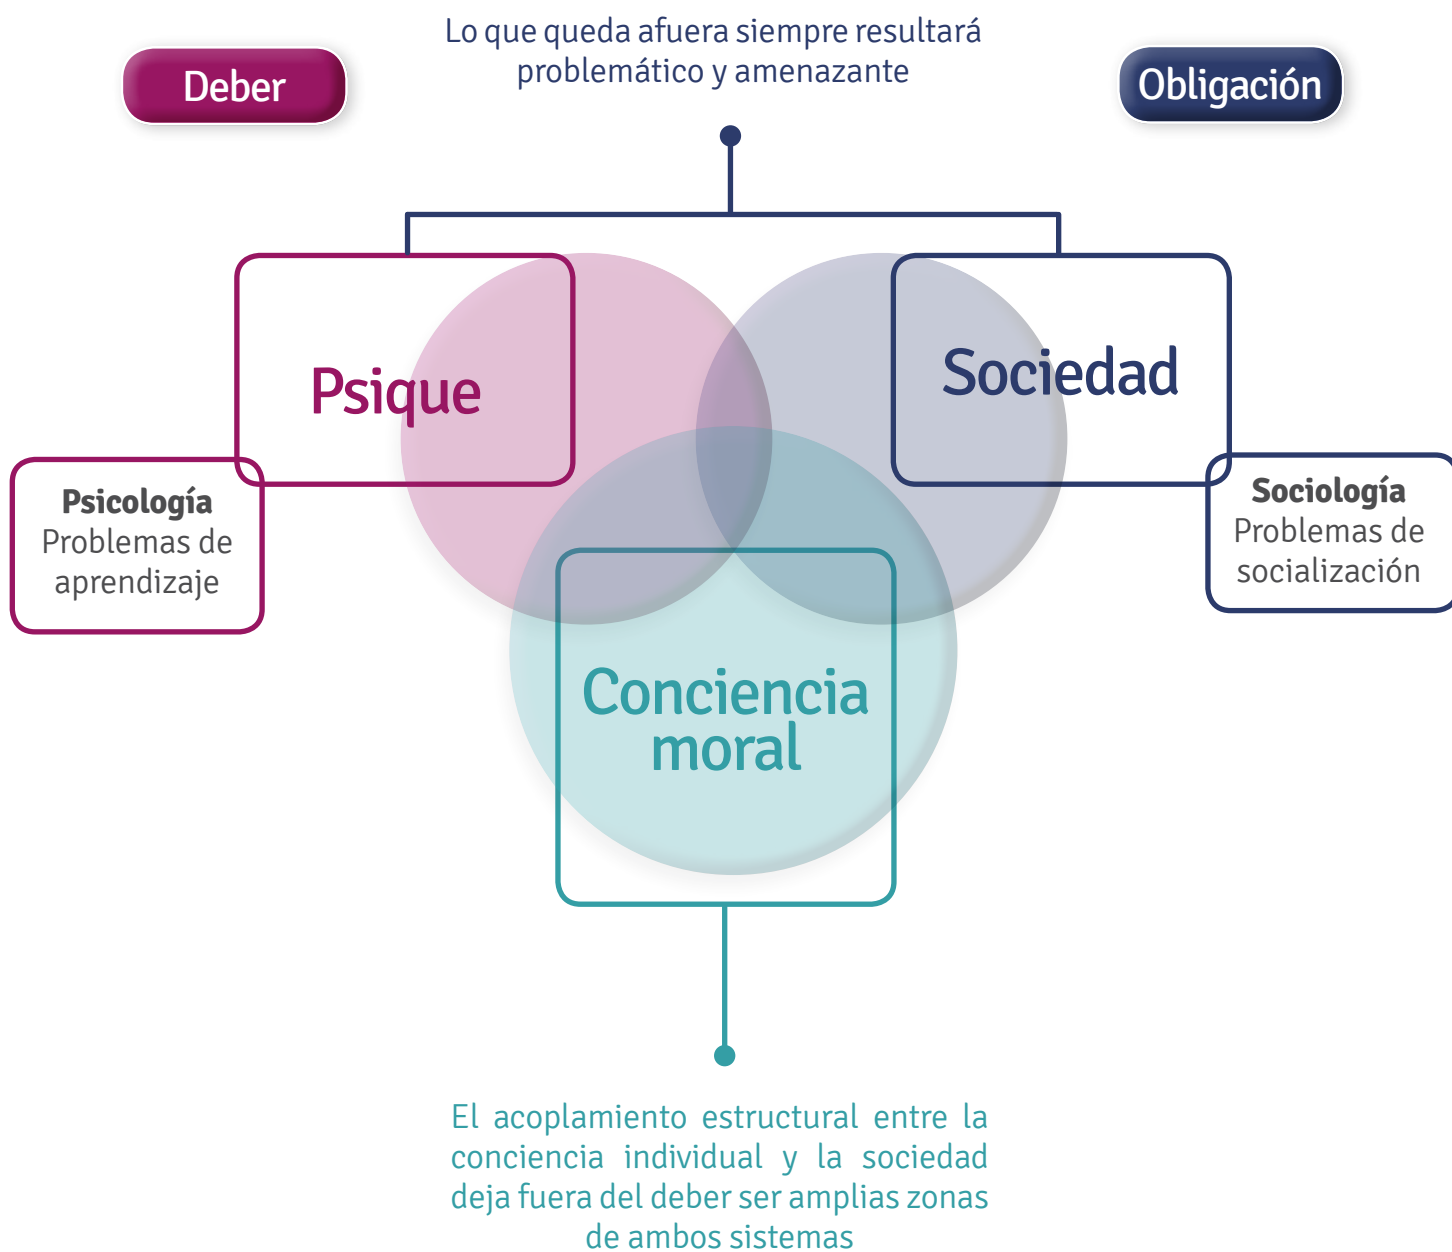 Lo que queda afuera siempre resultará
problemático y amenazante
Deber
Obligación
Psique
Sociedad
Psicología
Problemas de
aprendizaje
Sociología
Problemas de
socialización
Conciencia
moral
El acoplamiento estructural entre la
conciencia individual y la sociedad
deja fuera del deber ser amplias zonas
de ambos sistemas